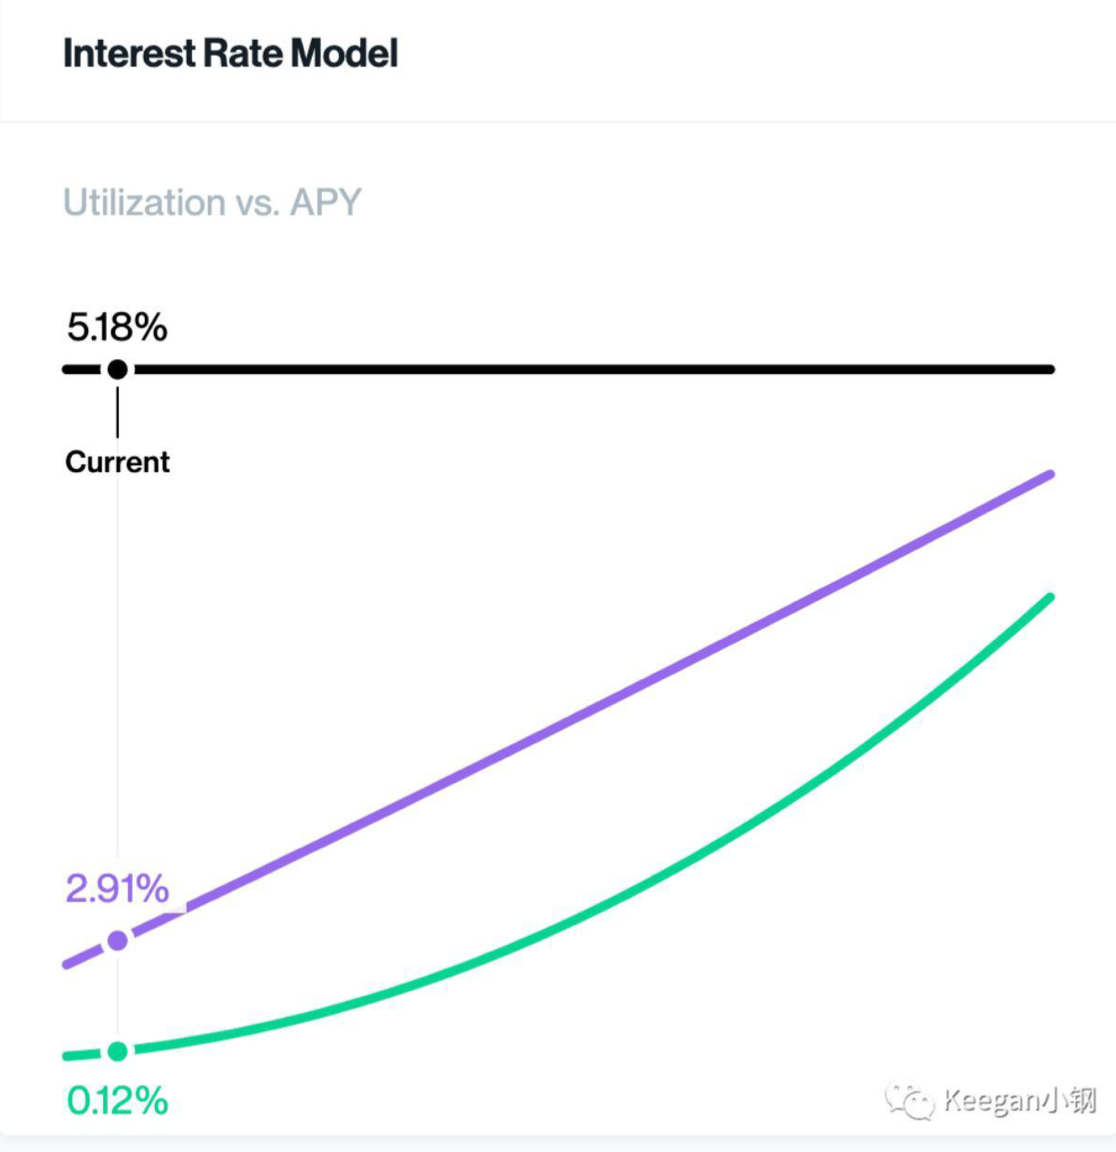 Interest Rate Model
Utilization vs. APY
5.18%
Current
2.91%
0.12%
Keegan小钢